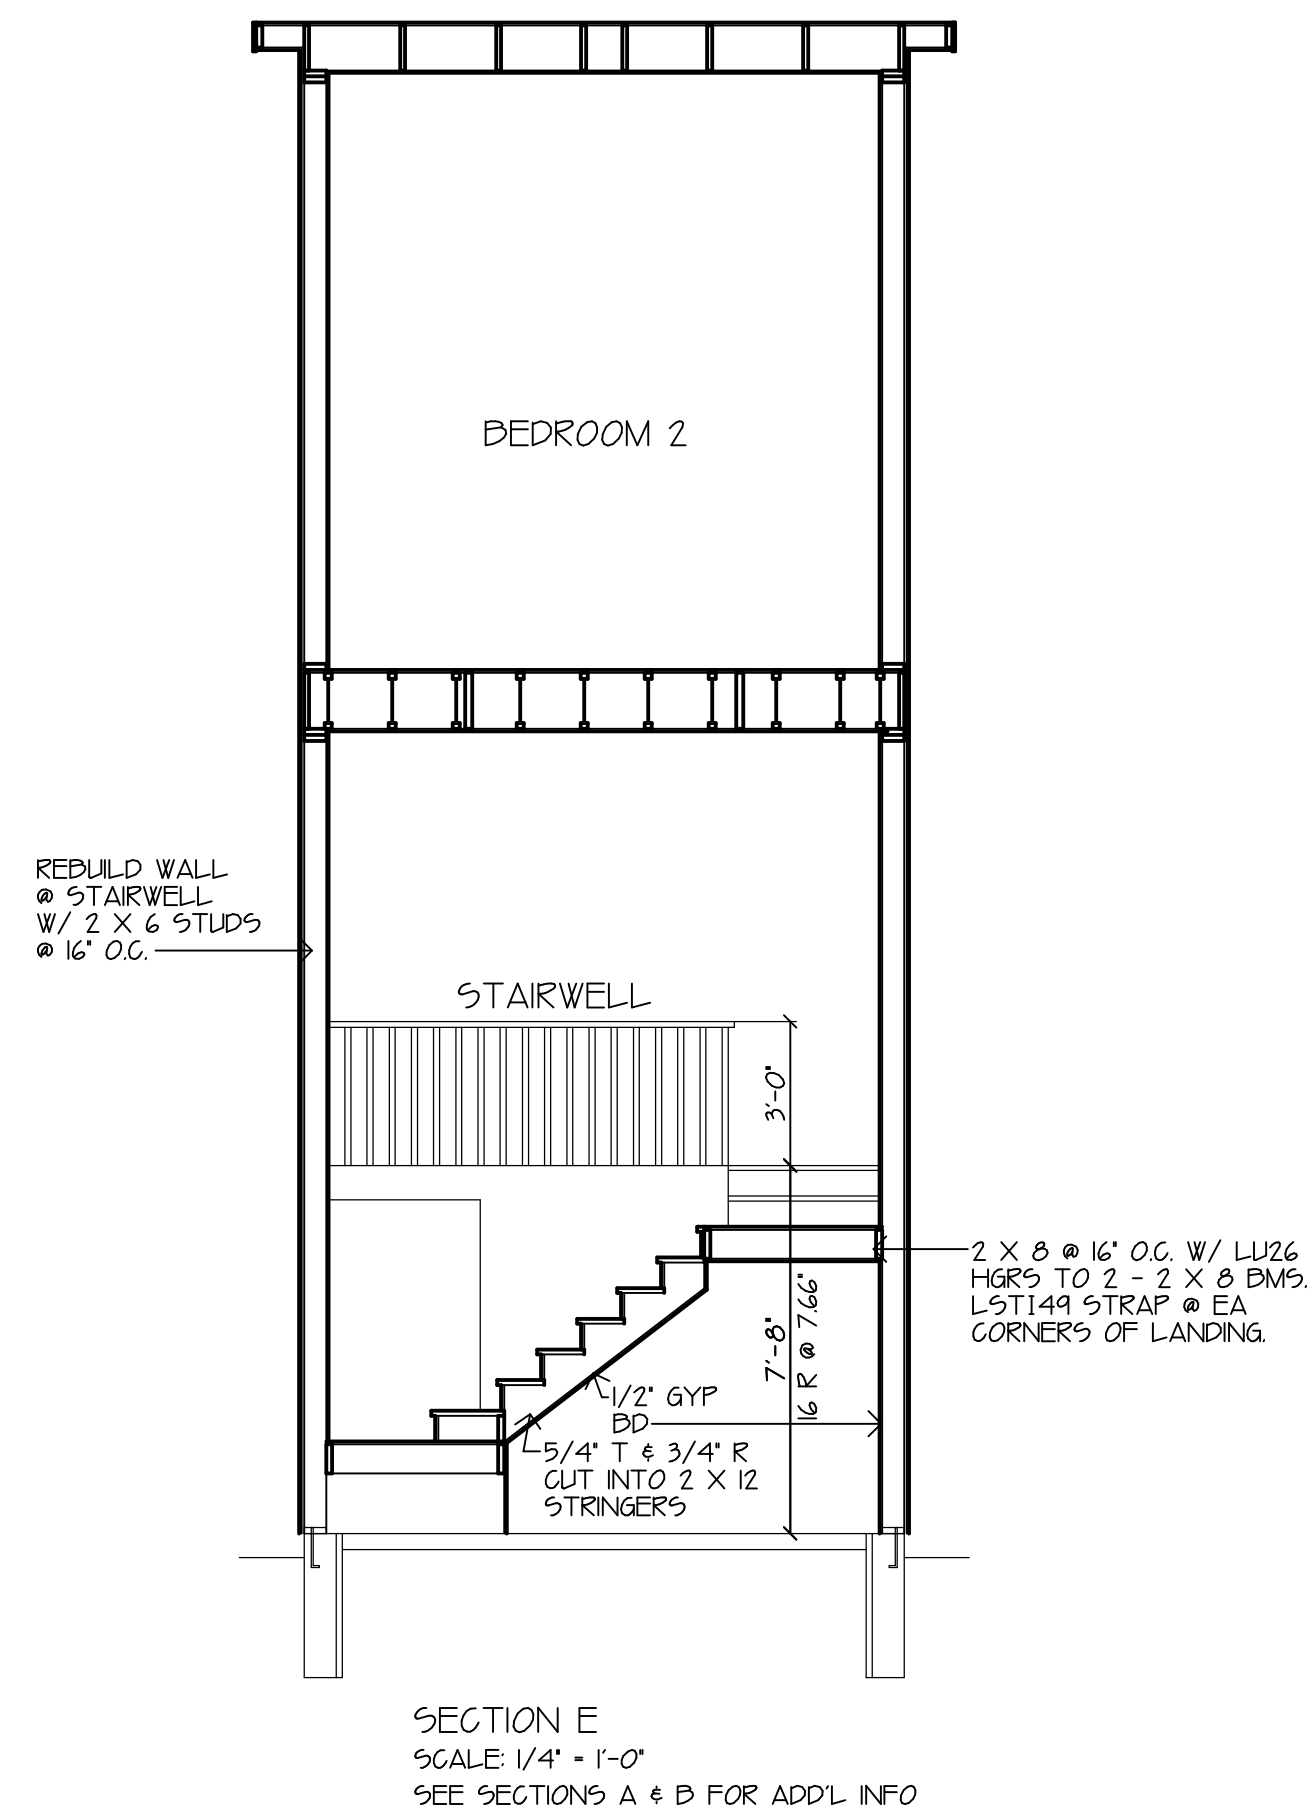 BEDROOM 2
REBUILD WALL
@ STAIRWELL
W/ 2 X 6 STUDS
@ 16" O.C.
STAIRWELL
3'-0"
2 X 8 @ 16" O.C. W/ LU26
HGRS TO 2 - 2 X 8 BMS.
LSTI49 STRAP @ EA
CORNERS OF LANDING.
7'-8"
16 R @ 7.66"
1/2" GYP
BD
5/4" T & 3/4" R
CUT INTO 2 X 12
STRINGERS
SECTION E
SCALE: 1/4" = 1'-0"
SEE SECTIONS A & B FOR ADD'L INFO